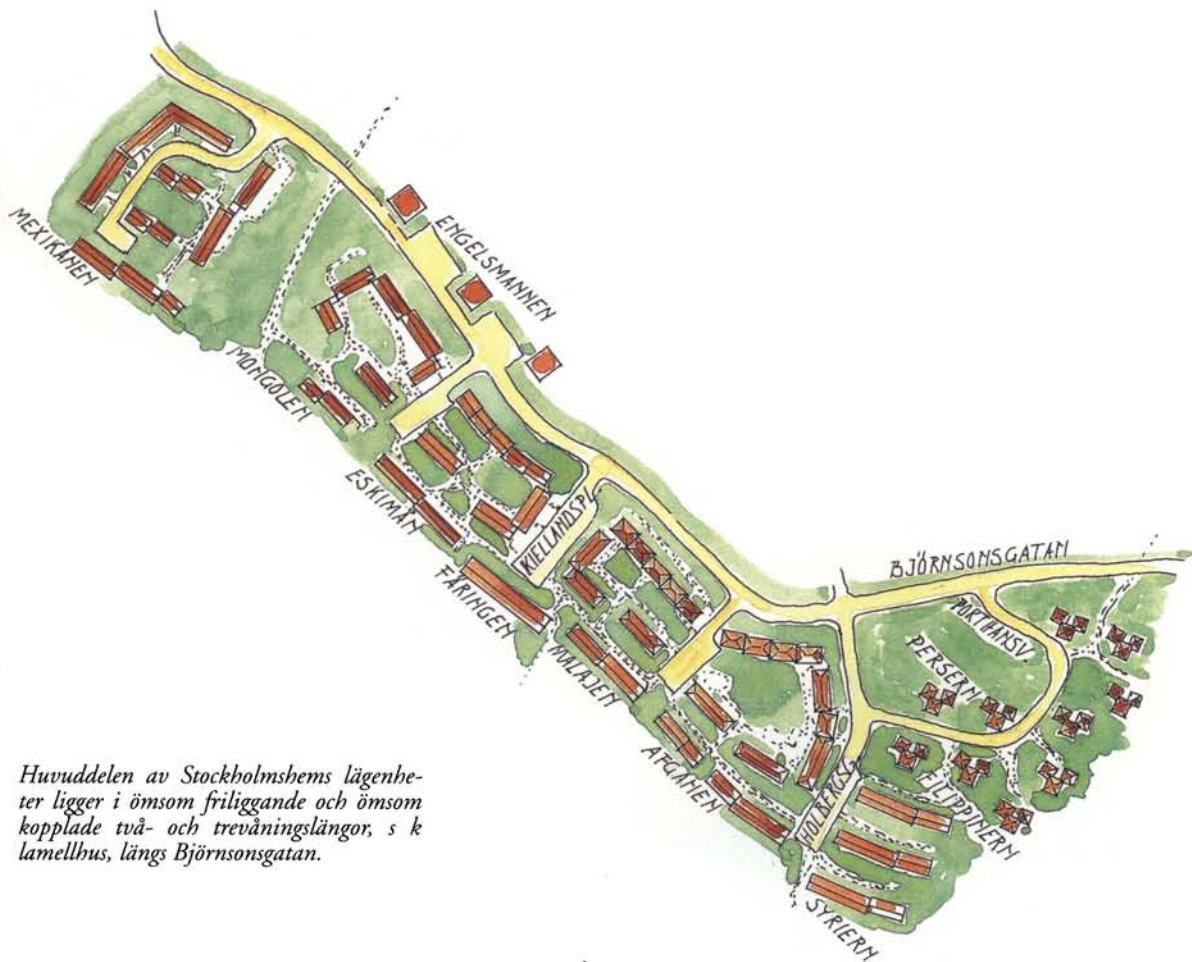 MEXIKANEN
ENGELSMANNEN
MONGOLEN
ESKIMÅN
KIELLANDSPL
FÄRINGEN
MALAJEN
AFGANEN
BJÖRNSONSGATAN
PORTHANSV.
PERSERN
FILIPPINERN
HOLBERGSG
SYRIERN
Huvuddelen av Stockholmshems lägenhe-
ter ligger i ömsom friliggande och ömsom
kopplade två- och trevåningslängor, s k
lamellhus, längs Björnsonsgatan.